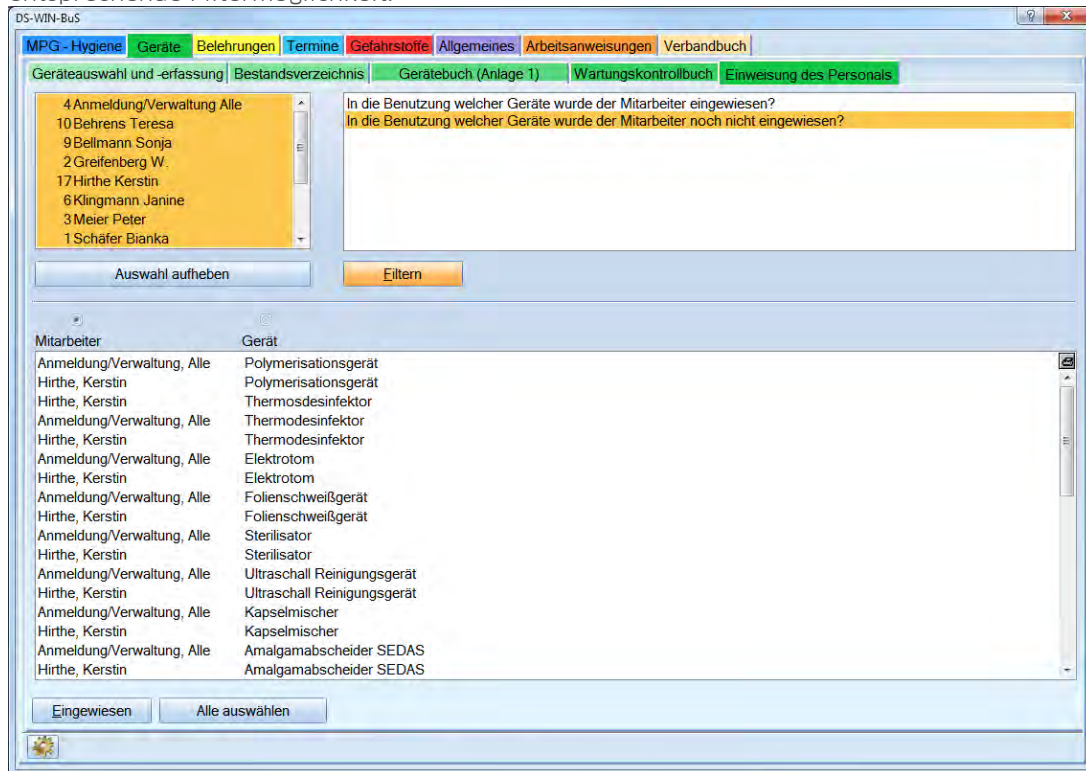 entsprechende Filtermöglichkeit.
DS-WIN-BuS
MPG - Hygiene Geräte Belehrungen Termine Gefahrstoffe Allgemeines Arbeitsanweisungen Verbandbuch
Geräteauswahl und -erfassung Bestandsverzeichnis Gerätebuch (Anlage 1) Wartungskontrollbuch Einweisung des Personals
4 Anmeldung/Verwaltung Alle
10 Behrens Teresa
9 Bellmann Sonja
2 Greifenberg W.
17 Hirthe Kerstin
6 Klingmann Janine
3 Meier Peter
1 Schäfer Bianka
In die Benutzung welcher Geräte wurde der Mitarbeiter eingewiesen?
In die Benutzung welcher Geräte wurde der Mitarbeiter noch nicht eingewiesen?
Auswahl aufheben Filtern
Mitarbeiter Gerät
Anmeldung/Verwaltung, Alle Polymerisationsgerät
Hirthe, Kerstin Polymerisationsgerät
Hirthe, Kerstin Thermosdesinfektor
Anmeldung/Verwaltung, Alle Thermodesinfektor
Hirthe, Kerstin Thermodesinfektor
Anmeldung/Verwaltung, Alle Elektrotom
Hirthe, Kerstin Elektrotom
Anmeldung/Verwaltung, Alle Folienschweißgerät
Hirthe, Kerstin Folienschweißgerät
Anmeldung/Verwaltung, Alle Sterilisator
Hirthe, Kerstin Sterilisator
Anmeldung/Verwaltung, Alle Ultraschall Reinigungsgerät
Hirthe, Kerstin Ultraschall Reinigungsgerät
Anmeldung/Verwaltung, Alle Kapselmischer
Hirthe, Kerstin Kapselmischer
Anmeldung/Verwaltung, Alle Amalgamabscheider SEDAS
Hirthe, Kerstin Amalgamabscheider SEDAS
Eingewiesen Alle auswählen